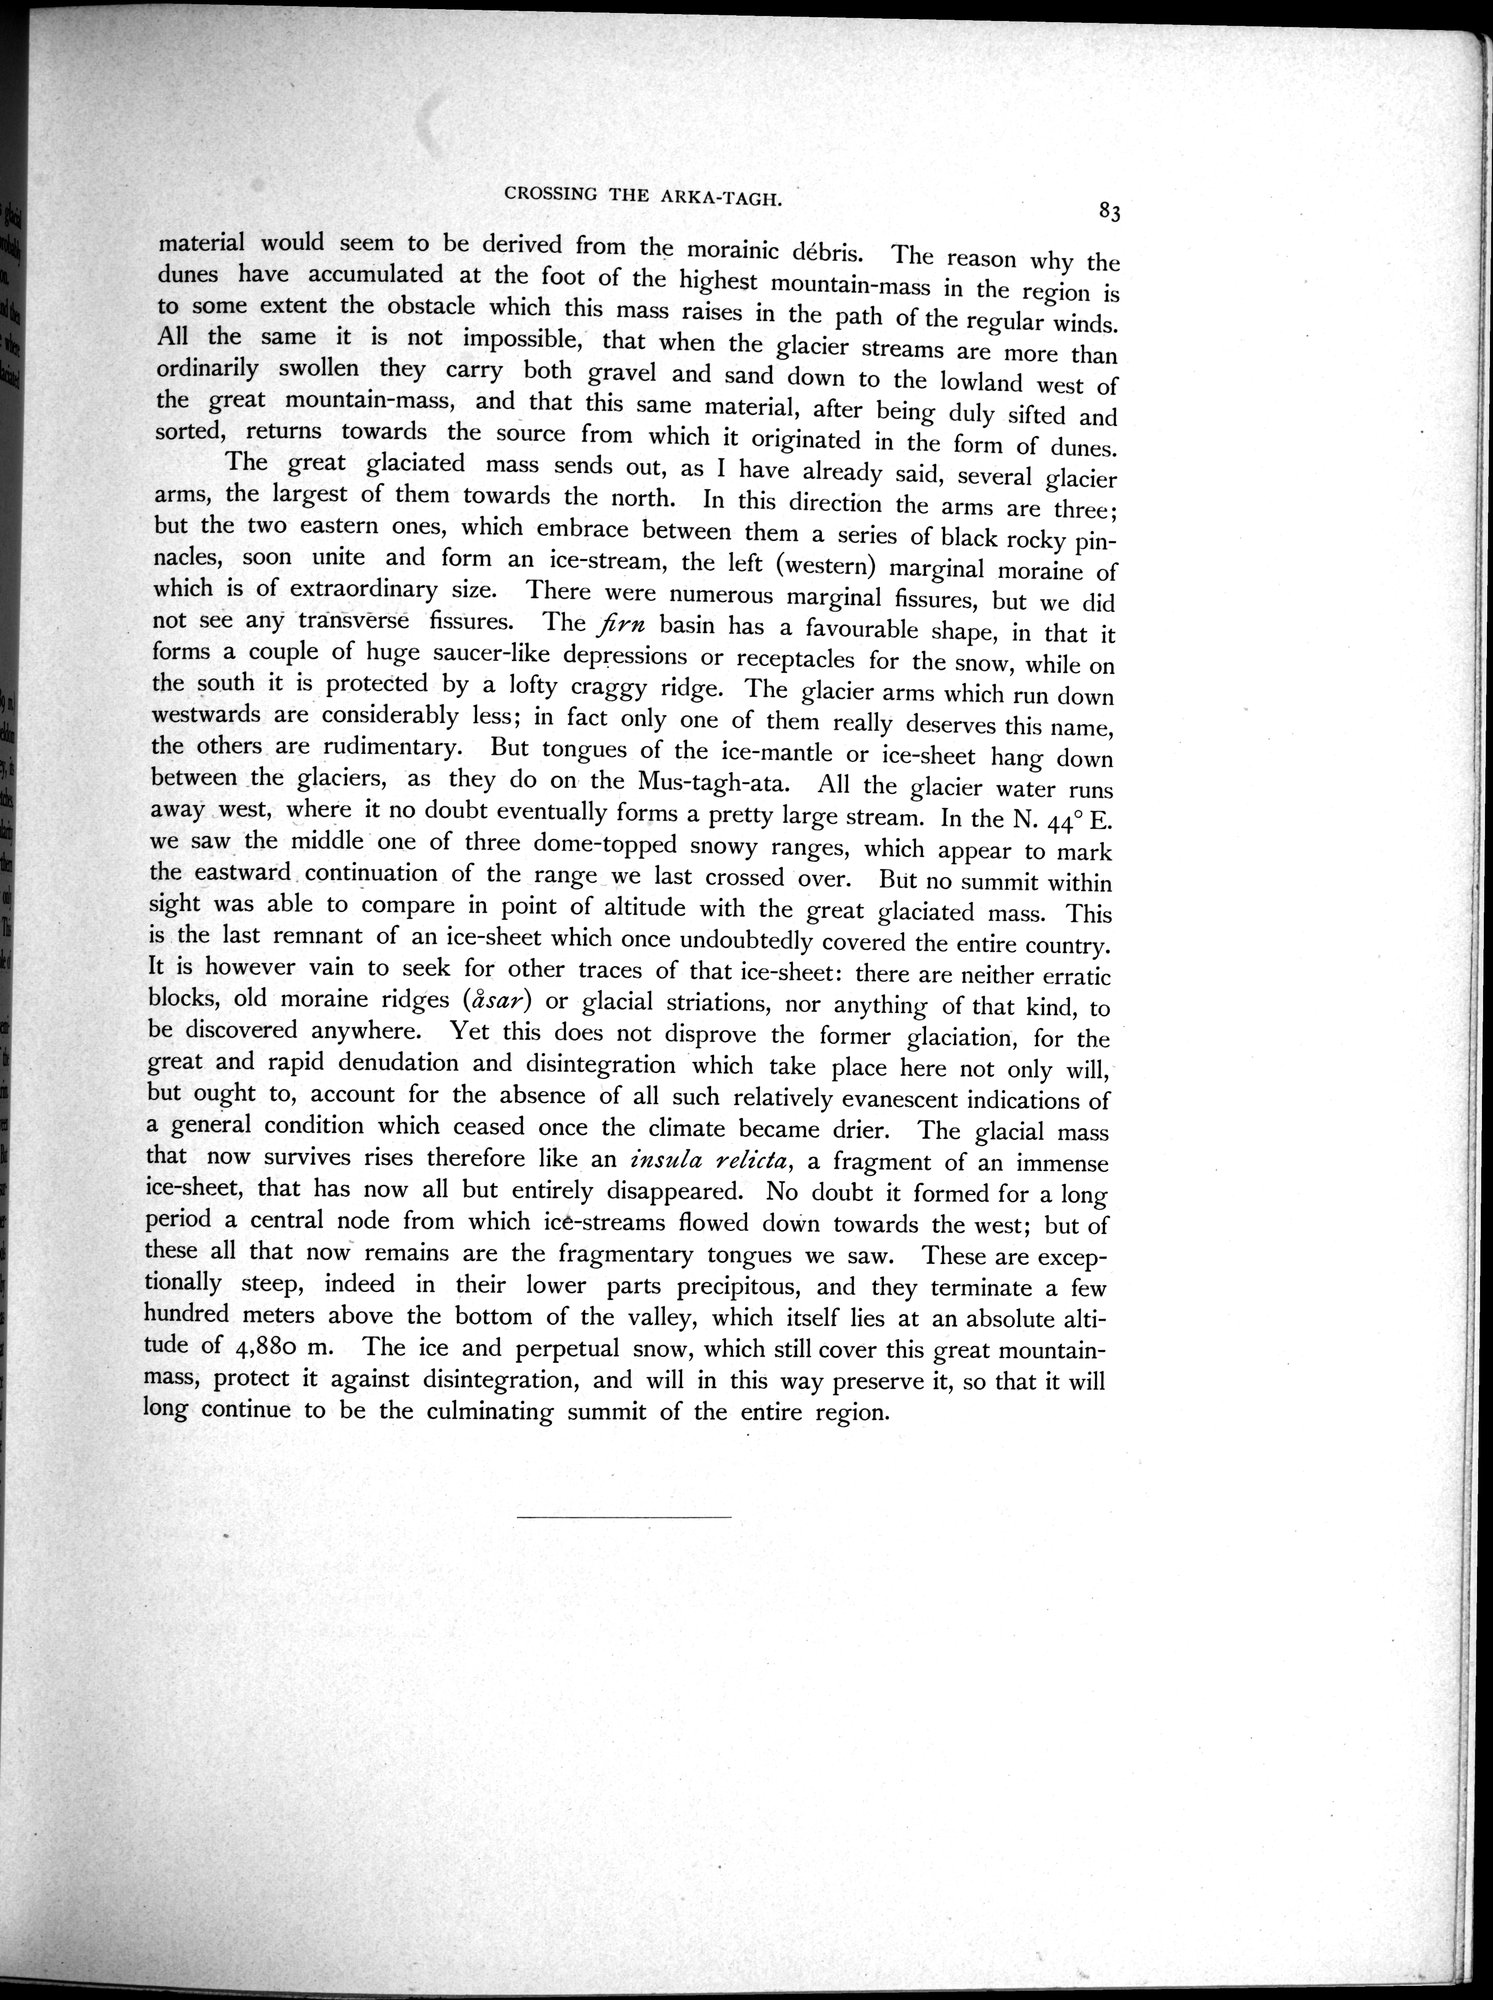 CROSSING THE ARKA-TAGH.
83
material would seem to be derived from the morainic débris. The reason why the
dunes have accumulated at the foot of the highest mountain-mass in the region is
to some extent the obstacle which this mass raises in the path of the regular winds.
All the same it is not impossible, that when the glacier streams are more than
ordinarily swollen they carry both gravel and sand down to the lowland west of
the great mountain-mass, and that this same material, after being duly sifted and
sorted, returns towards the source from which it originated in the form of dunes.
The great glaciated mass sends out, as I have already said, several glacier
arms, the largest of them towards the north. In this direction the arms are three;
but the two eastern ones, which embrace between them a series of black rocky pin-
nacles, soon unite and form an ice-stream, the left (western) marginal moraine of
which is of extraordinary size. There were numerous marginal fissures, but we did
not see any transverse fissures. The firn basin has a favourable shape, in that it
forms a couple of huge saucer-like depressions or receptacles for the snow, while on
the south it is protected by a lofty craggy ridge. The glacier arms which run down
westwards are considerably less; in fact only one of them really deserves this name,
the others are rudimentary. But tongues of the ice-mantle or ice-sheet hang down
between the glaciers, as they do on the Mus-tagh-ata. All the glacier water runs
away west, where it no doubt eventually forms a pretty large stream. In the N. 44° E.
we saw the middle one of three dome-topped snowy ranges, which appear to mark
the eastward continuation of the range we last crossed over. But no summit within
sight was able to compare in point of altitude with the great glaciated mass. This
is the last remnant of an ice-sheet which once undoubtedly covered the entire country.
It is however vain to seek for other traces of that ice-sheet: there are neither erratic
blocks, old moraine ridges (åsar) or glacial striations, nor anything of that kind, to
be discovered anywhere. Yet this does not disprove the former glaciation, for the
great and rapid denudation and disintegration which take place here not only will,
but ought to, account for the absence of all such relatively evanescent indications of
a general condition which ceased once the climate became drier. The glacial mass
that now survives rises therefore like an insula relicta, a fragment of an immense
ice-sheet, that has now all but entirely disappeared. No doubt it formed for a long
period a central node from which ice-streams flowed down towards the west; but of
these all that now remains are the fragmentary tongues we saw. These are excep-
tionally steep, indeed in their lower parts precipitous, and they terminate a few
hundred meters above the bottom of the valley, which itself lies at an absolute alti-
tude of 4,880 m. The ice and perpetual snow, which still cover this great mountain-
mass, protect it against disintegration, and will in this way preserve it, so that it will
long continue to be the culminating summit of the entire region.